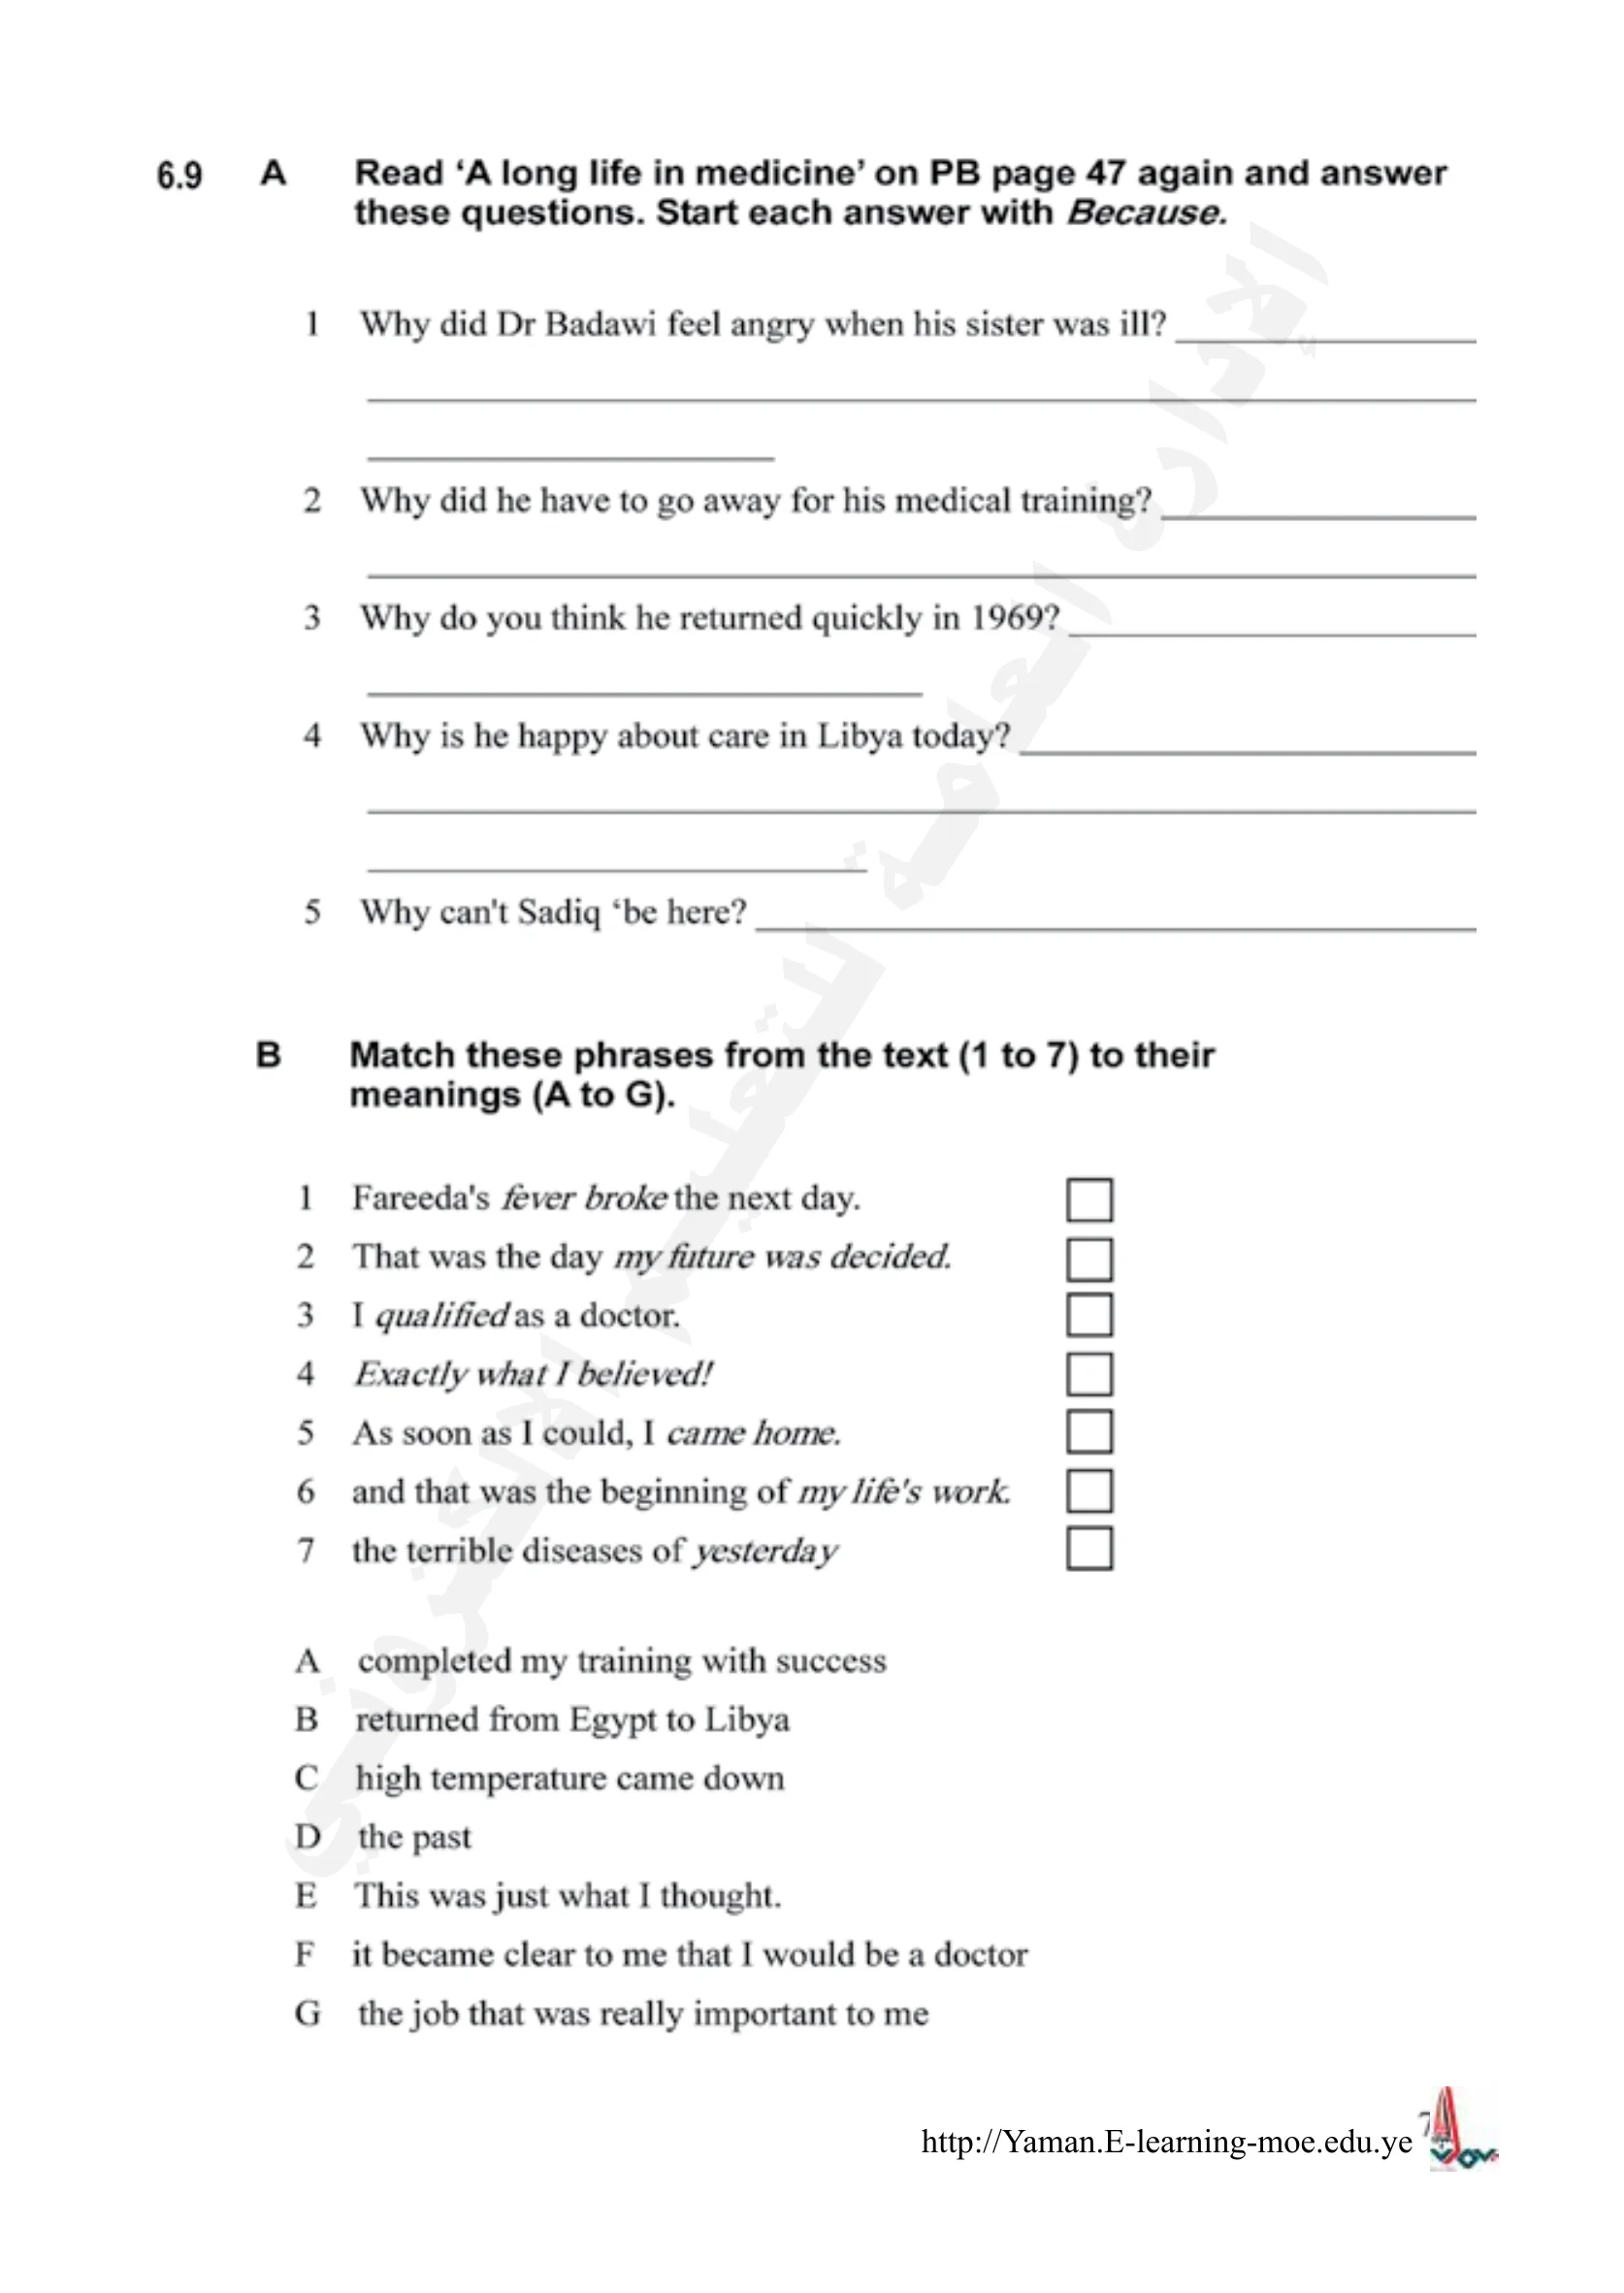 6.9 A Read ‘A long life in medicine’ on PB page 47 again and answer
these questions. Start each answer with Because.
1 Why did Dr Badawi feel angry when his sister was ill?
2 Why did he have to go away for his medical training?
3 Why do you think he returned quickly in 1969?
4 Why is he happy about care in Libya today?
5 Why can't Sadiq ‘be here?
B Match these phrases from the text (1 to 7) to their
meanings (A to G).
1 Fareeda's fever broke the next day.
2 That was the day my future was decided.
3 I qualified as a doctor.
4 Exactly what I believed!
5 As soon as I could, I came home.
6 and that was the beginning of my life's work.
7 the terrible diseases of yesterday
A completed my training with success
B returned from Egypt to Libya
C high temperature came down
D the past
E This was just what I thought.
F it became clear to me that I would be a doctor
G the job that was really important to me
http://Yaman.E-learning-moe.edu.ye 7
الإدارة العامة للتعليم الإلكتروني